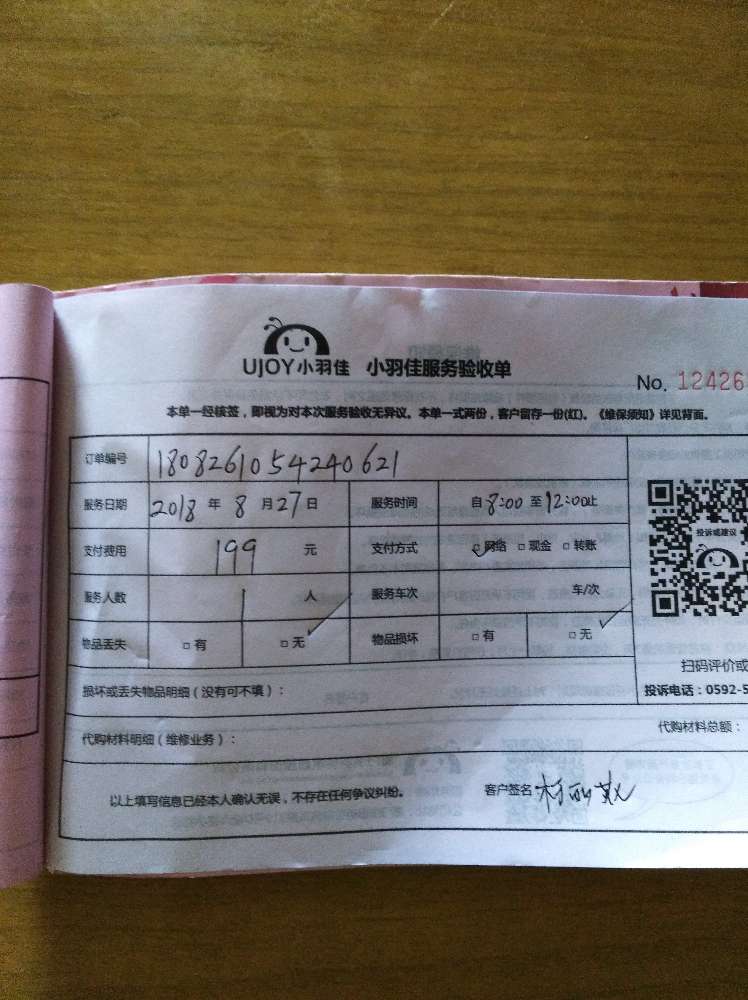 UJOY小羽佳 小羽佳服务验收单
No. 12426
本单一经核签，即视为对本次服务验收无异议。本单一式两份，客户留存一份(红)。《维保须知》详见背面。
订单编号 1808261054240621
服务日期 2018 年 8 月 27 日 服务时间 自 8:00 至 12:00止
支付费用 199 元 支付方式 网络 现金 转账
服务人数 1 人 服务车次 车/次
物品丢失 有 无 物品损坏 有 无
投诉或建议
扫码评价或
投诉电话：0592-5
损坏或丢失物品明细（没有可不填）：
代购材料明细（维修业务）： 代购材料总额：
以上填写信息已经本人确认无误，不存在任何争议纠纷。 客户签名